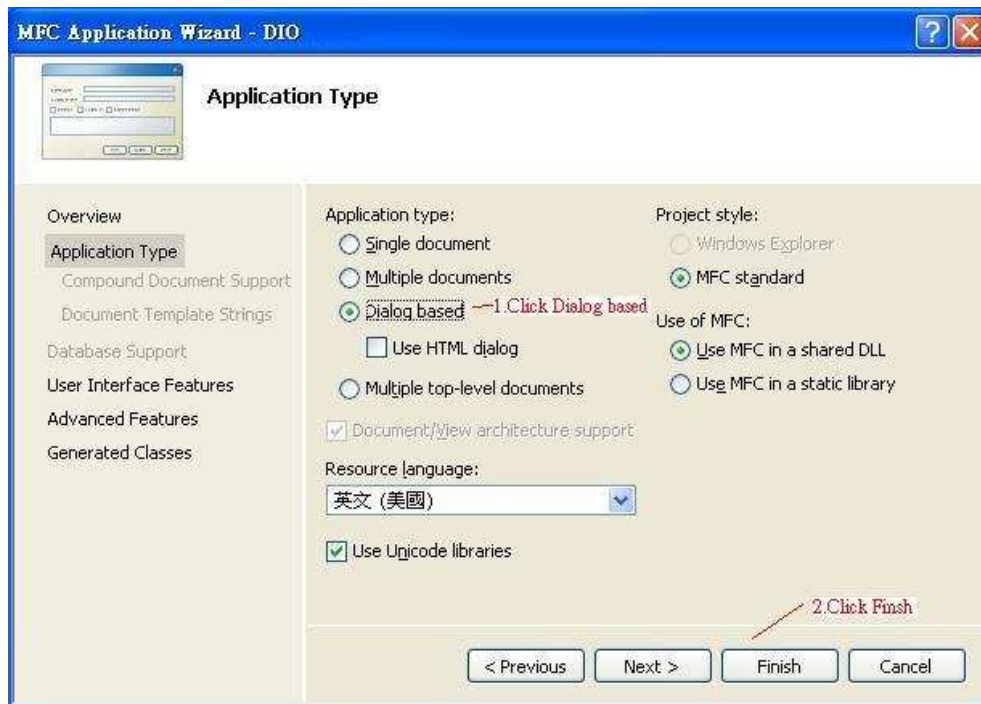 MFC Application Wizard - DIO
Application Type
Overview
Application Type
Compound Document Support
Document Template Strings
Database Support
User Interface Features
Advanced Features
Generated Classes
Application type:
Single document
Multiple documents
Dialog based
1.Click Dialog based
Use HTML dialog
Multiple top-level documents
Document/View architecture support
Resource language:
英文 (美國)
Use Unicode libraries
Project style:
Windows Explorer
MFC standard
Use of MFC:
Use MFC in a shared DLL
Use MFC in a static library
2.Click Finsh
< Previous
Next >
Finish
Cancel